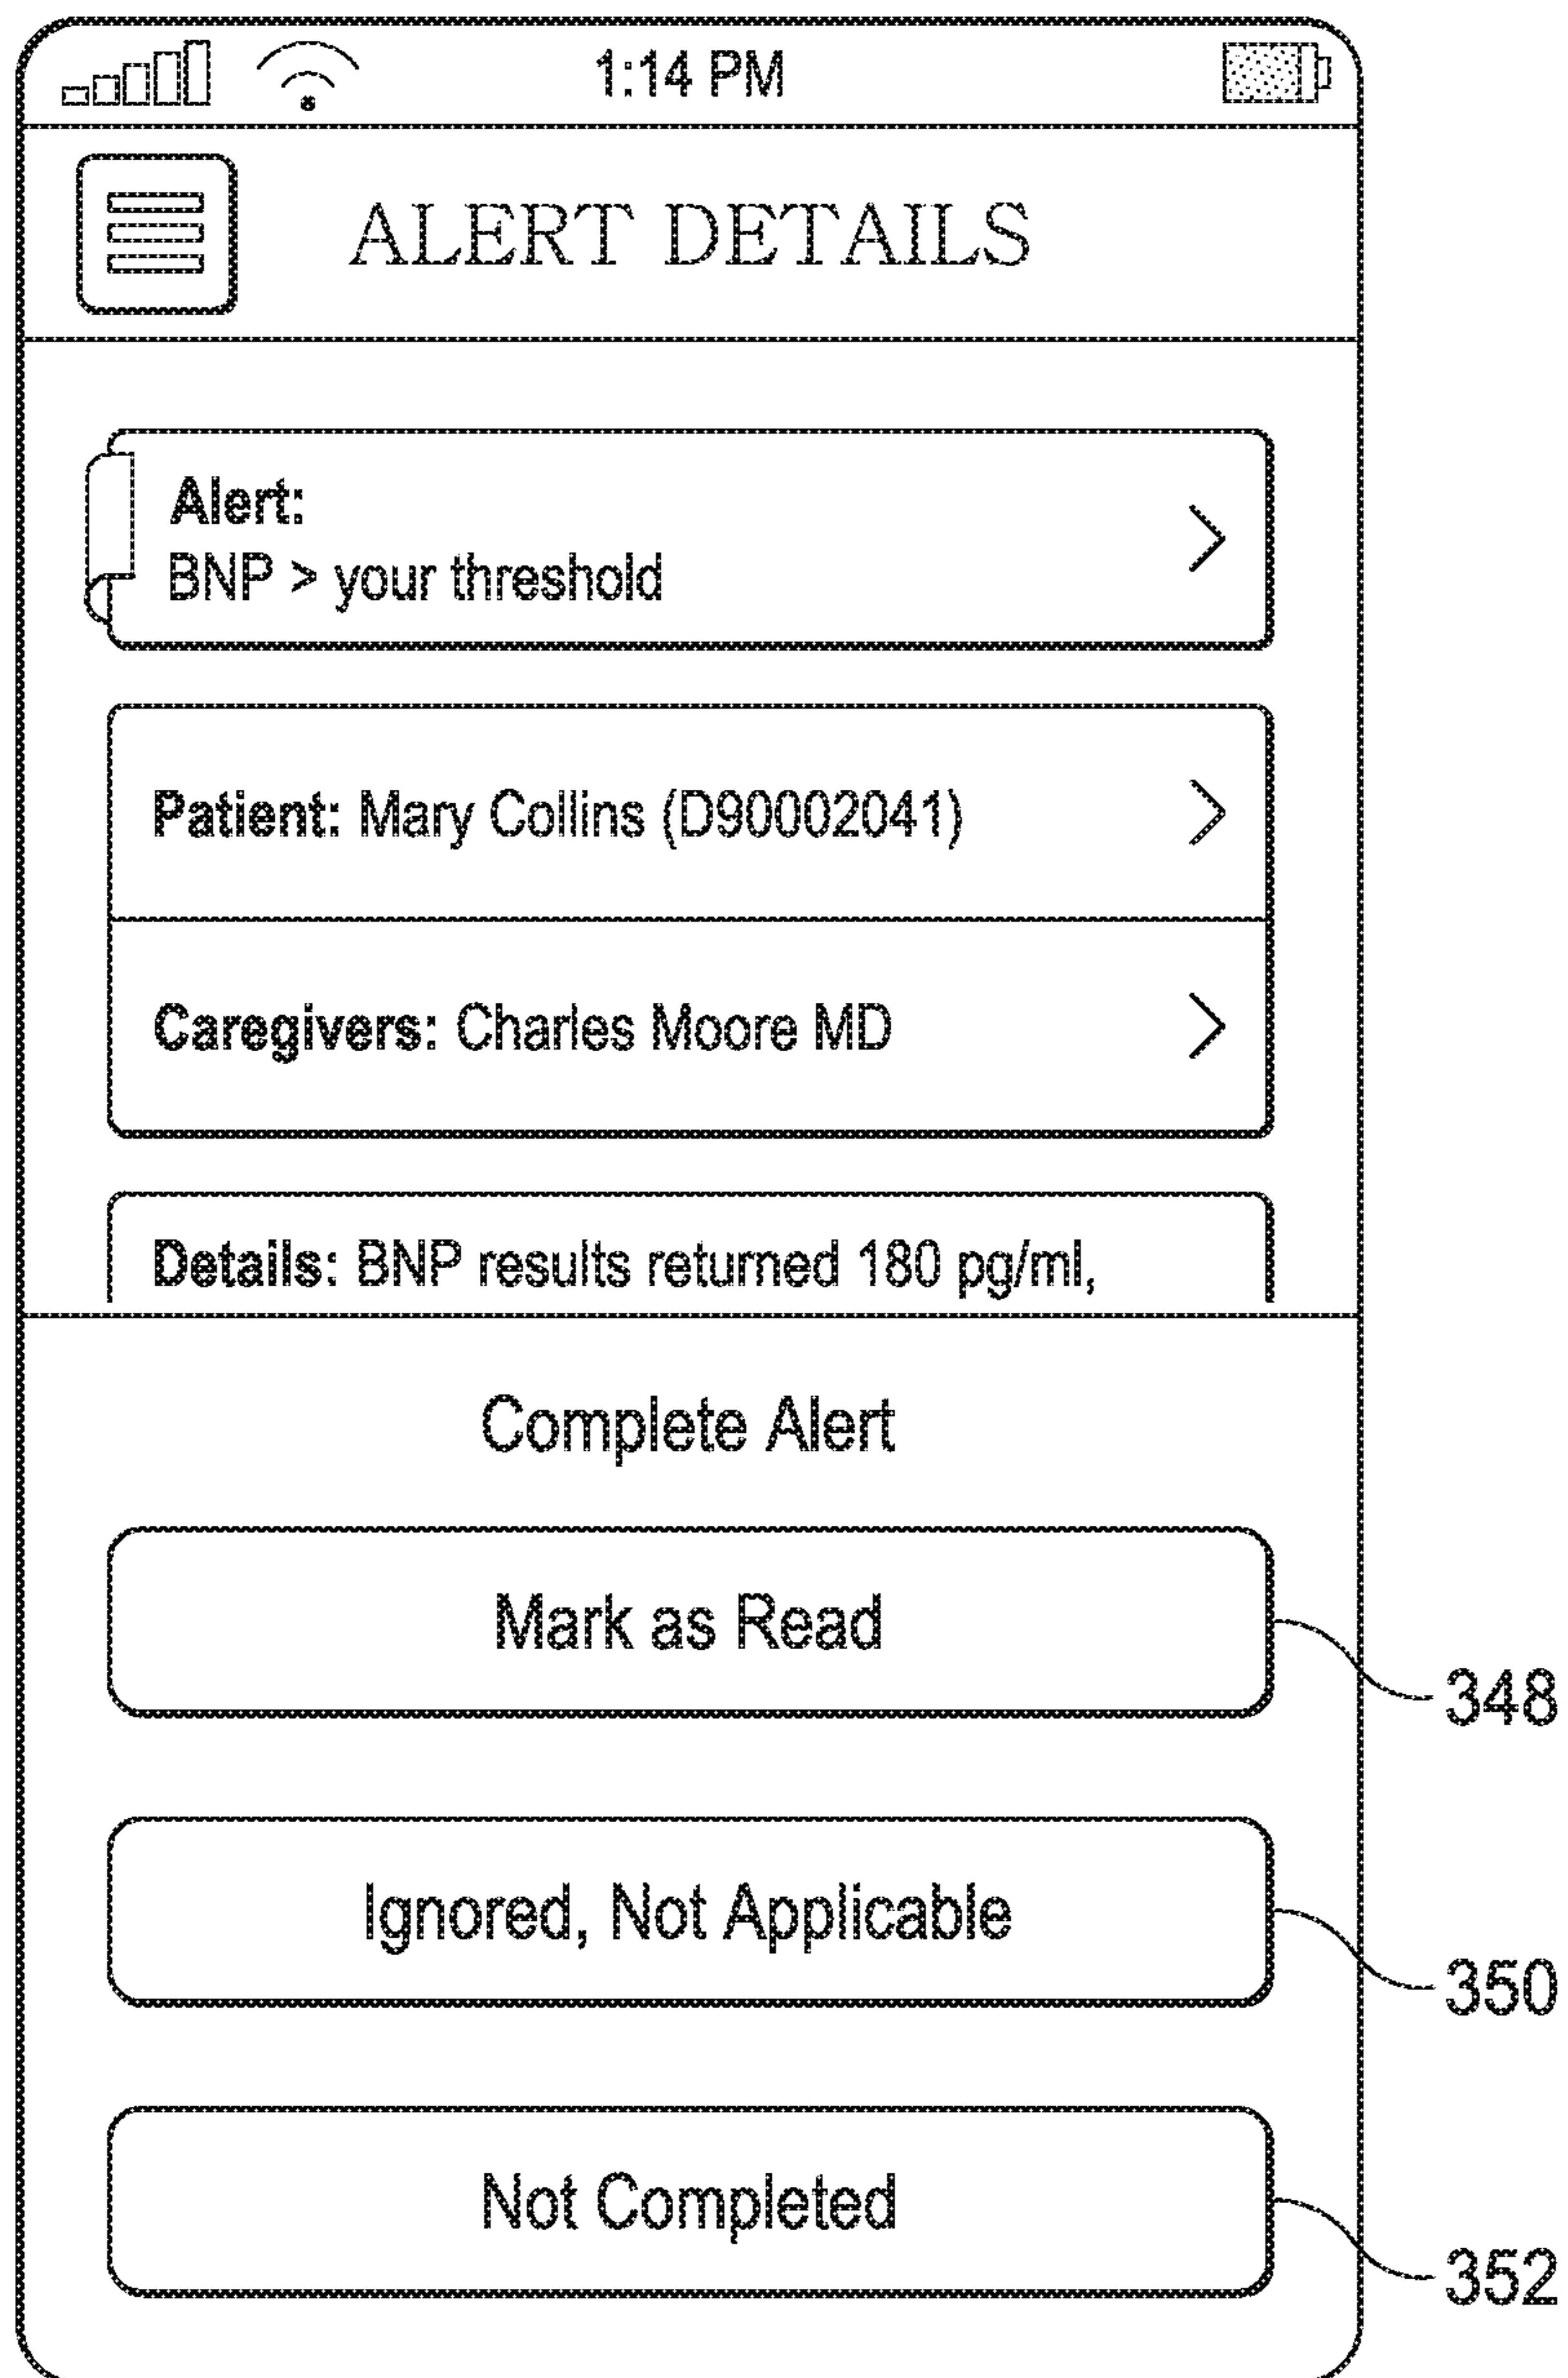 1:14 PM
ALERT DETAILS
Alert:
BNP > your threshold
Patient: Mary Collins (D90002041)
Caregivers: Charles Moore MD
Details: BNP results returned 180 pg/ml,
Complete Alert
Mark as Read
348
Ignored, Not Applicable
350
Not Completed
352